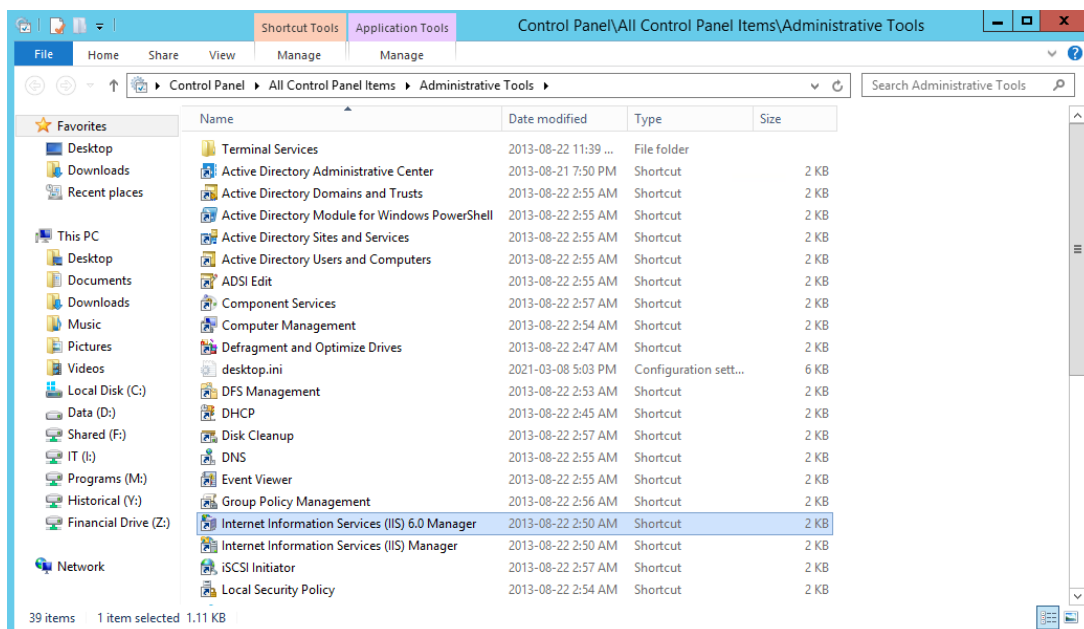 Shortcut Tools Application Tools Control Panel\All Control Panel Items\Administrative Tools
File Home Share View Manage Manage
Control Panel All Control Panel Items Administrative Tools Search Administrative Tools
Favorites
Desktop
Downloads
Recent places
This PC
Desktop
Documents
Downloads
Music
Pictures
Videos
Local Disk (C:)
Data (D:)
Shared (F:)
IT (I:)
Programs (M:)
Historical (Y:)
Financial Drive (Z:)
Network
Name Date modified Type Size
Terminal Services 2013-08-22 11:39 ... File folder
Active Directory Administrative Center 2013-08-21 7:50 PM Shortcut 2 KB
Active Directory Domains and Trusts 2013-08-22 2:55 AM Shortcut 2 KB
Active Directory Module for Windows PowerShell 2013-08-22 2:55 AM Shortcut 2 KB
Active Directory Sites and Services 2013-08-22 2:55 AM Shortcut 2 KB
Active Directory Users and Computers 2013-08-22 2:55 AM Shortcut 2 KB
ADSI Edit 2013-08-22 2:55 AM Shortcut 2 KB
Component Services 2013-08-22 2:57 AM Shortcut 2 KB
Computer Management 2013-08-22 2:54 AM Shortcut 2 KB
Defragment and Optimize Drives 2013-08-22 2:47 AM Shortcut 2 KB
desktop.ini 2021-03-08 5:03 PM Configuration sett... 6 KB
DFS Management 2013-08-22 2:53 AM Shortcut 2 KB
DHCP 2013-08-22 2:45 AM Shortcut 2 KB
Disk Cleanup 2013-08-22 2:57 AM Shortcut 2 KB
DNS 2013-08-22 2:55 AM Shortcut 2 KB
Event Viewer 2013-08-22 2:55 AM Shortcut 2 KB
Group Policy Management 2013-08-22 2:56 AM Shortcut 2 KB
Internet Information Services (IIS) 6.0 Manager 2013-08-22 2:50 AM Shortcut 2 KB
Internet Information Services (IIS) Manager 2013-08-22 2:50 AM Shortcut 2 KB
iSCSI Initiator 2013-08-22 2:57 AM Shortcut 2 KB
Local Security Policy 2013-08-22 2:54 AM Shortcut 2 KB
39 items 1 item selected 1.11 KB